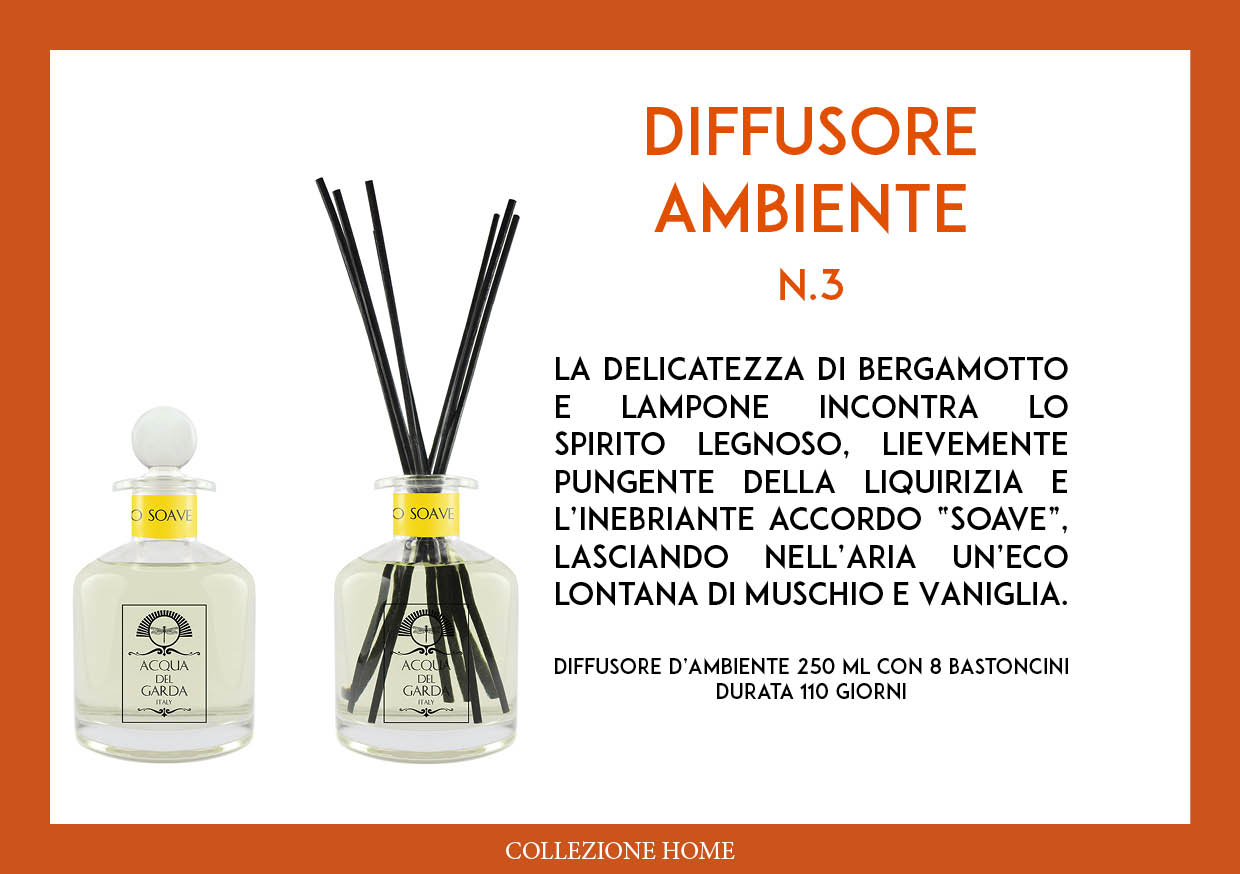 DIFFUSORE
AMBIENTE
N.3
LA DELICATEZZA DI BERGAMOTTO
E LAMPONE INCONTRA LO
SPIRITO LEGNOSO, LIEVEMENTE
PUNGENTE DELLA LIQUIRIZIA E
L'INEBRIANTE ACCORDO "SOAVE",
LASCIANDO NELL'ARIA UN'ECO
LONTANA DI MUSCHIO E VANIGLIA.
DIFFUSORE D'AMBIENTE 250 ML CON 8 BASTONCINI
DURATA 110 GIORNI
O SOAVE
ACQUA
DEL
GARDA
ITALY
O SOAVE
ACQUA
DEL
GARDA
ITALY
COLLEZIONE HOME